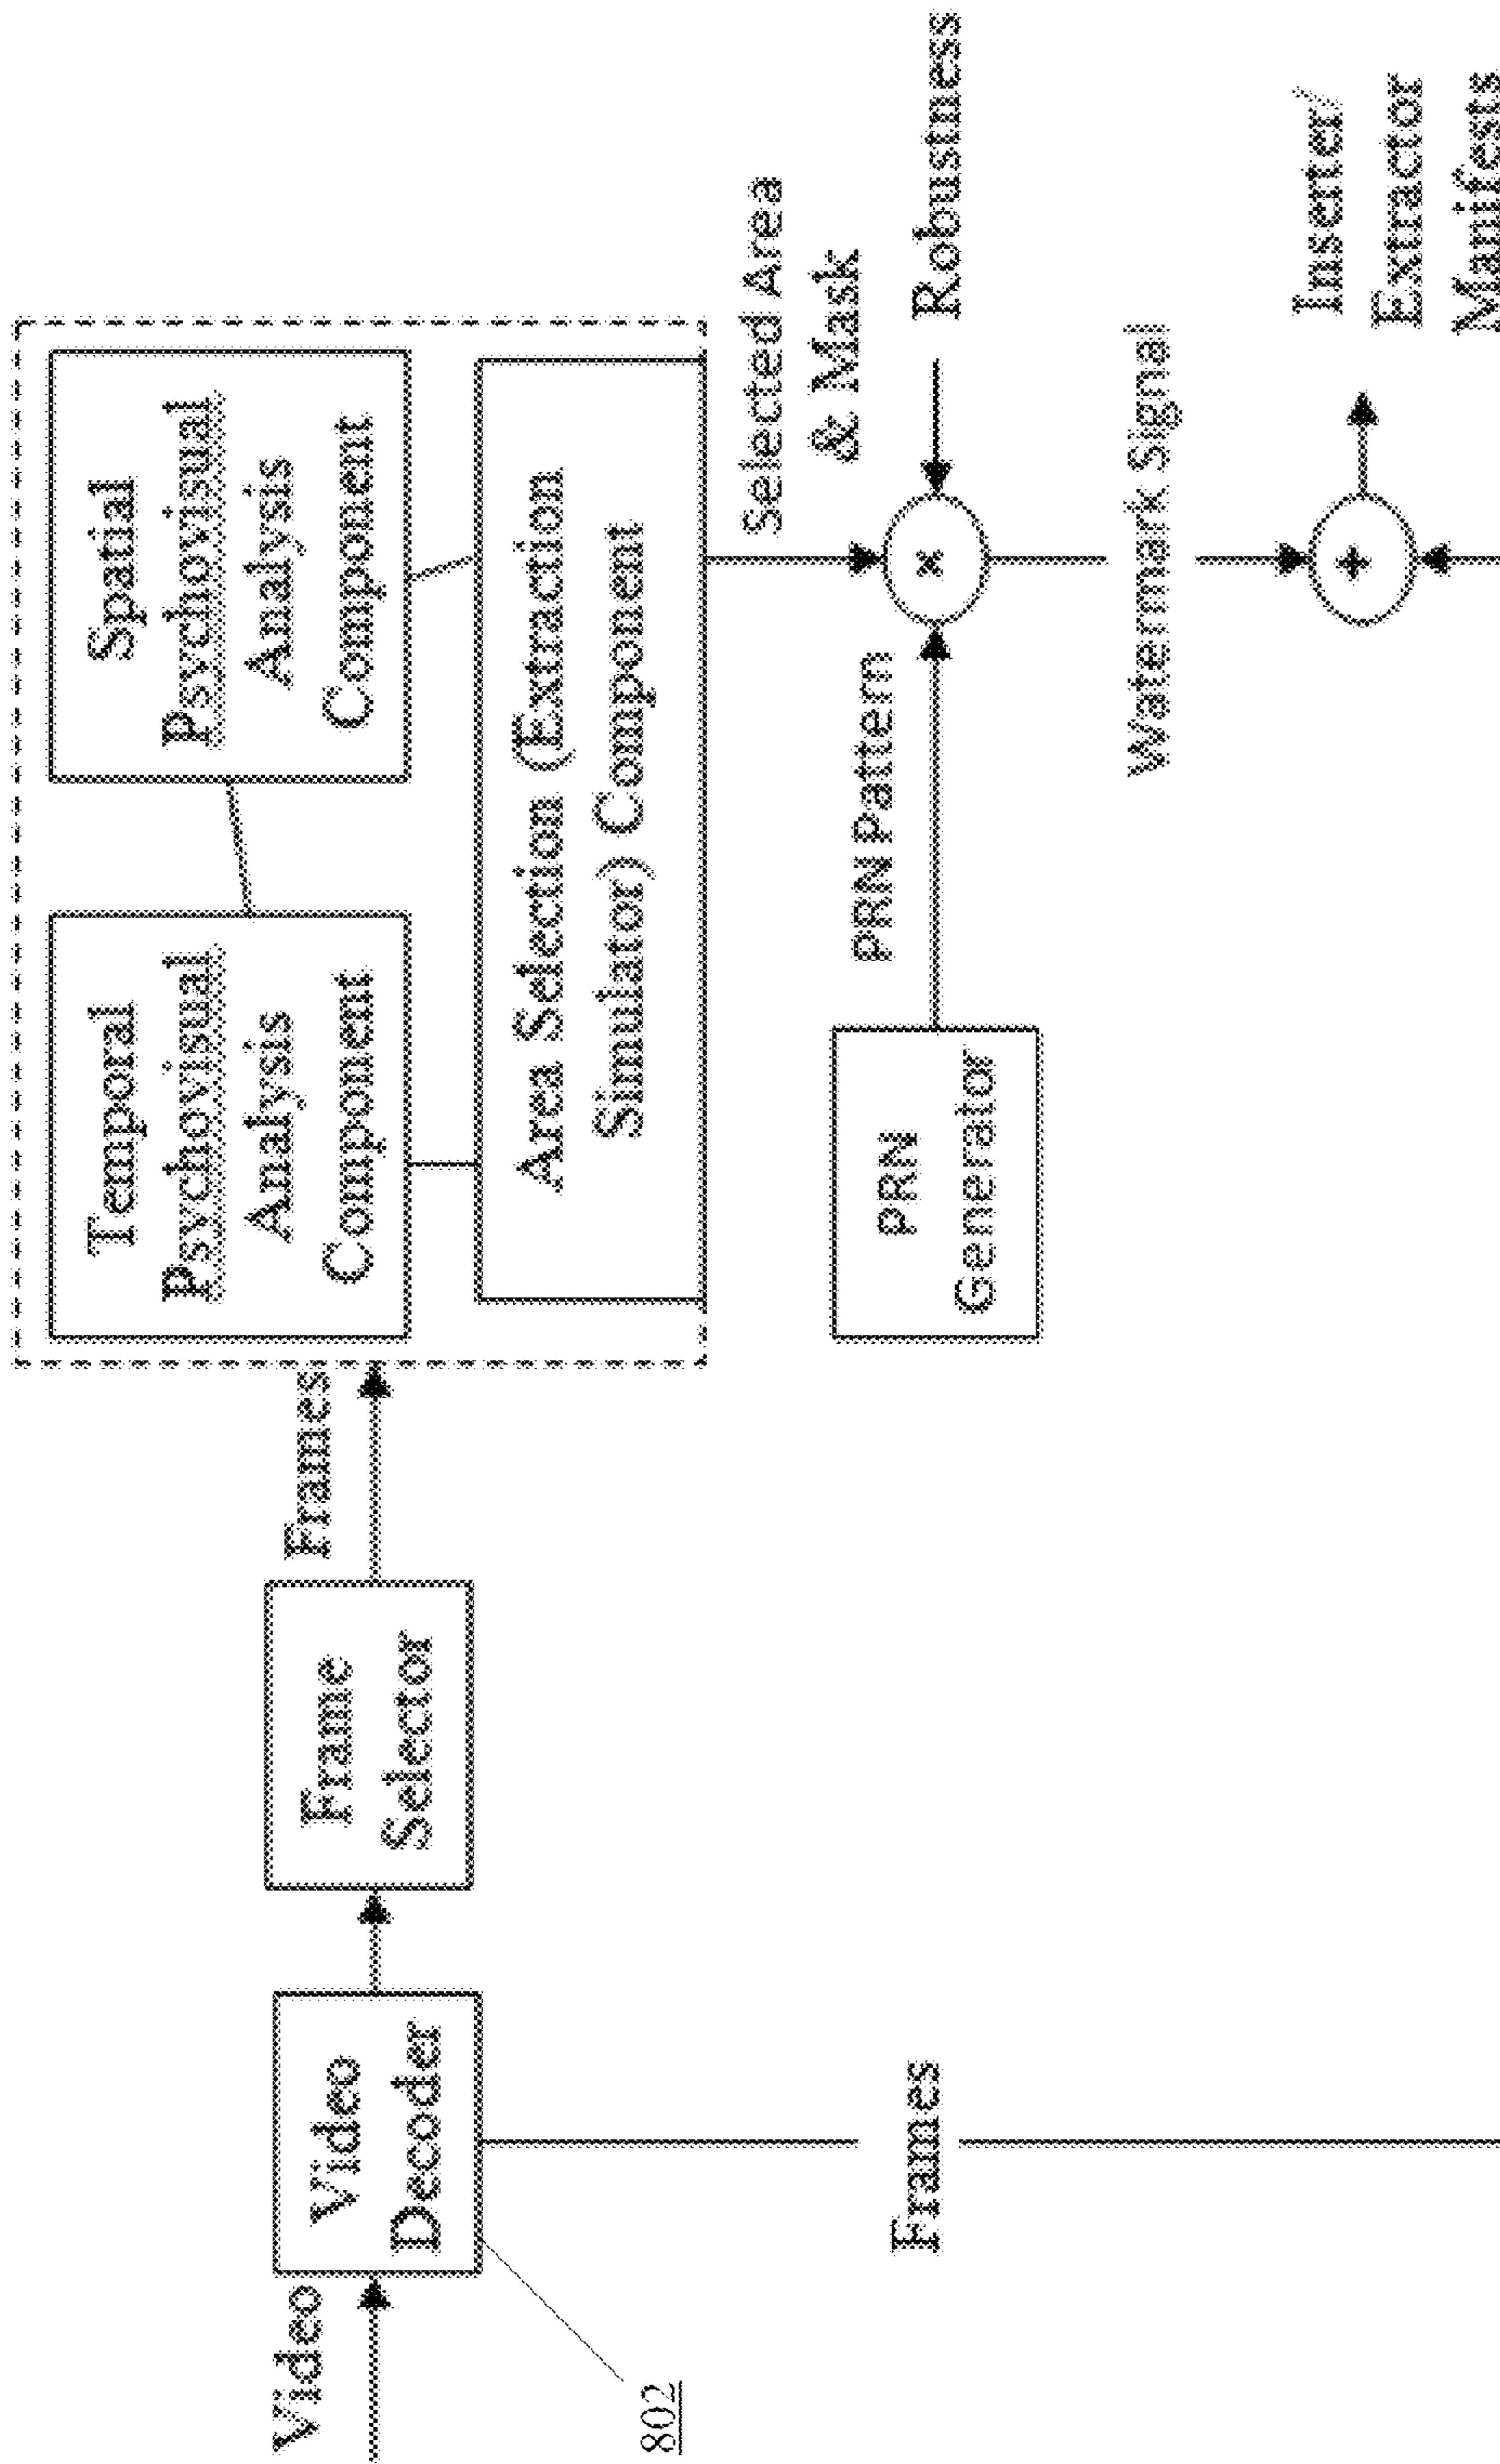 Video
Video
Decoder
802
Frame
Selector
Frames
Temporal
Psychovisual
Analysis
Component
Spatial
Psychovisual
Analysis
Component
Area Selection (Extraction
Simulator) Component
Selected Area
& Mask
PRN
Generator
PRN Pattern
x
Robustness
Watermark Signal
Frames
+
Inserter/
Extractor
Manifests